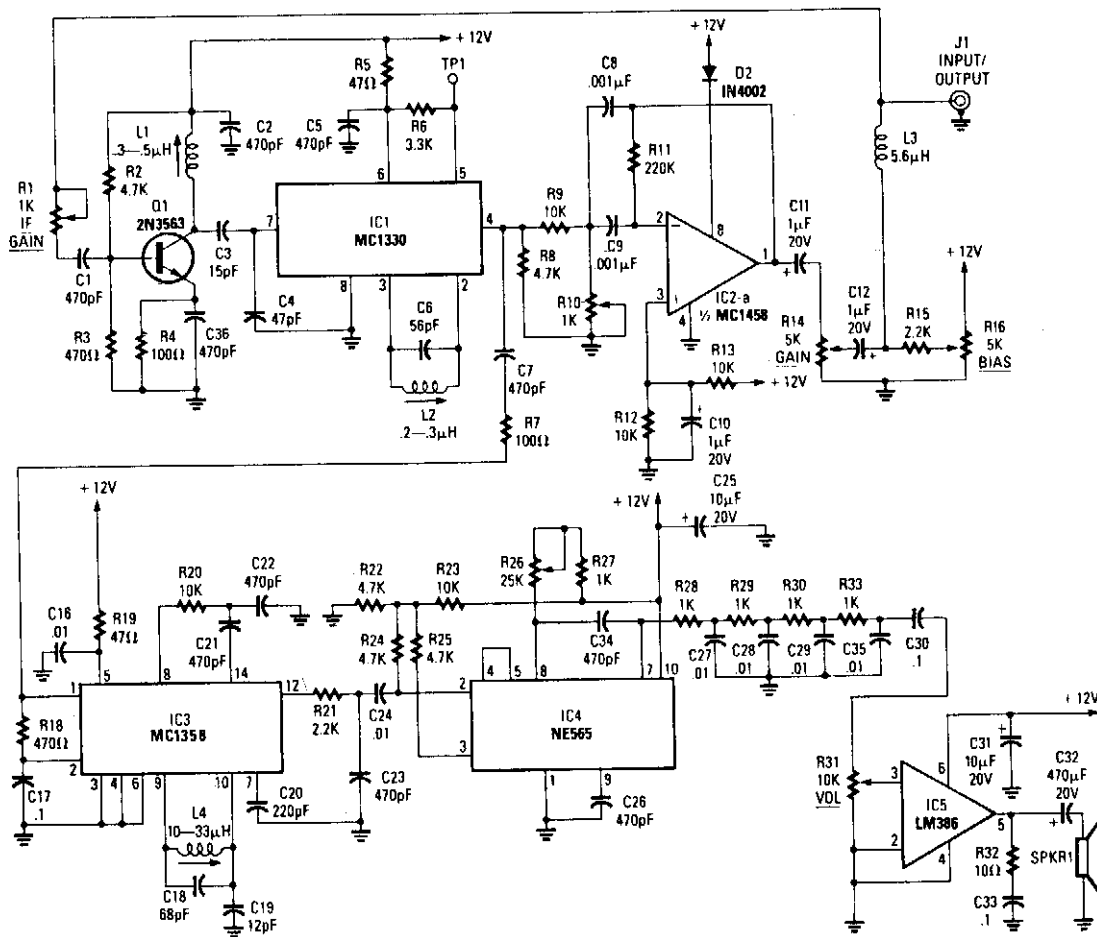 + 12V
J1
INPUT/
OUTPUT
R5
47Ω
TP1
C8
.001µF
D2
IN4002
L1
.3—.5µH
C2
470pF
C5
470pF
R6
3.3K
L3
5.6µH
R1
1K
IF
GAIN
R2
4.7K
R11
220K
6
5
Q1
2N3563
R9
10K
C11
1µF
20V
7
IC1
MC1330
4
2
−
8
1
+
C3
15pF
C9
.001µF
R8
4.7K
C1
470pF
8
3
2
3
IC2-a
½ MC1458
4
+
C12
1µF
20V
+
R15
2.2K
R16
5K
BIAS
R10
1K
R14
5K
GAIN
C4
47pF
C6
56pF
R3
470Ω
R4
100Ω
C36
470pF
R13
10K
+ 12V
C7
470pF
L2
.2—.3µH
R12
10K
+
C10
1µF
20V
R7
100Ω
+ 12V
+ 12V
C25
10µF
20V
+
R26
25K
R27
1K
R20
10K
C22
470pF
R22
4.7K
R23
10K
R28
1K
R29
1K
R30
1K
R33
1K
C16
.01
R19
47Ω
C21
470pF
R24
4.7K
R25
4.7K
C34
470pF
C27
.01
C28
.01
C29
.01
C35
.01
C30
.1
5
8
14
4
5
8
7
10
1
12
2
R18
470Ω
IC3
MC1358
R21
2.2K
C24
.01
IC4
NE565
+ 12V
2
3
3
4
6
9
10
7
1
9
C17
.1
C20
220pF
C23
470pF
C26
470pF
L4
10—33µH
C18
68pF
C19
12pF
R31
10K
VOL
3
6
+
C31
10µF
20V
C32
470µF
20V
+
IC5
LM386
5
2
4
R32
10Ω
SPKR1
C33
.1